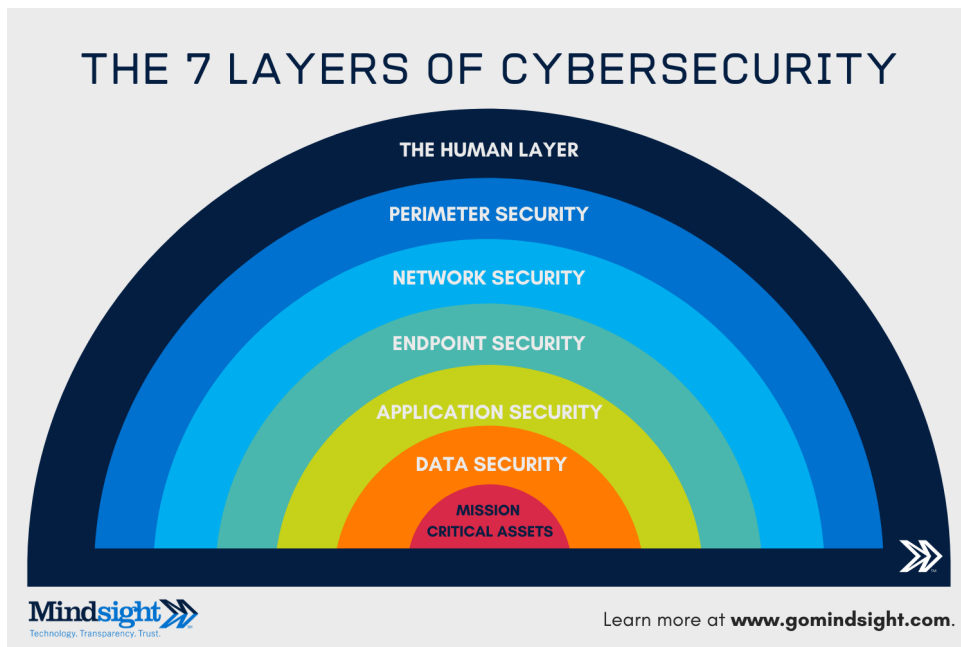 THE 7 LAYERS OF CYBERSECURITY
THE HUMAN LAYER
PERIMETER SECURITY
NETWORK SECURITY
ENDPOINT SECURITY
APPLICATION SECURITY
DATA SECURITY
MISSION
CRITICAL ASSETS
Mindsight
Technology. Transparency. Trust.
Learn more at www.gomindsight.com.